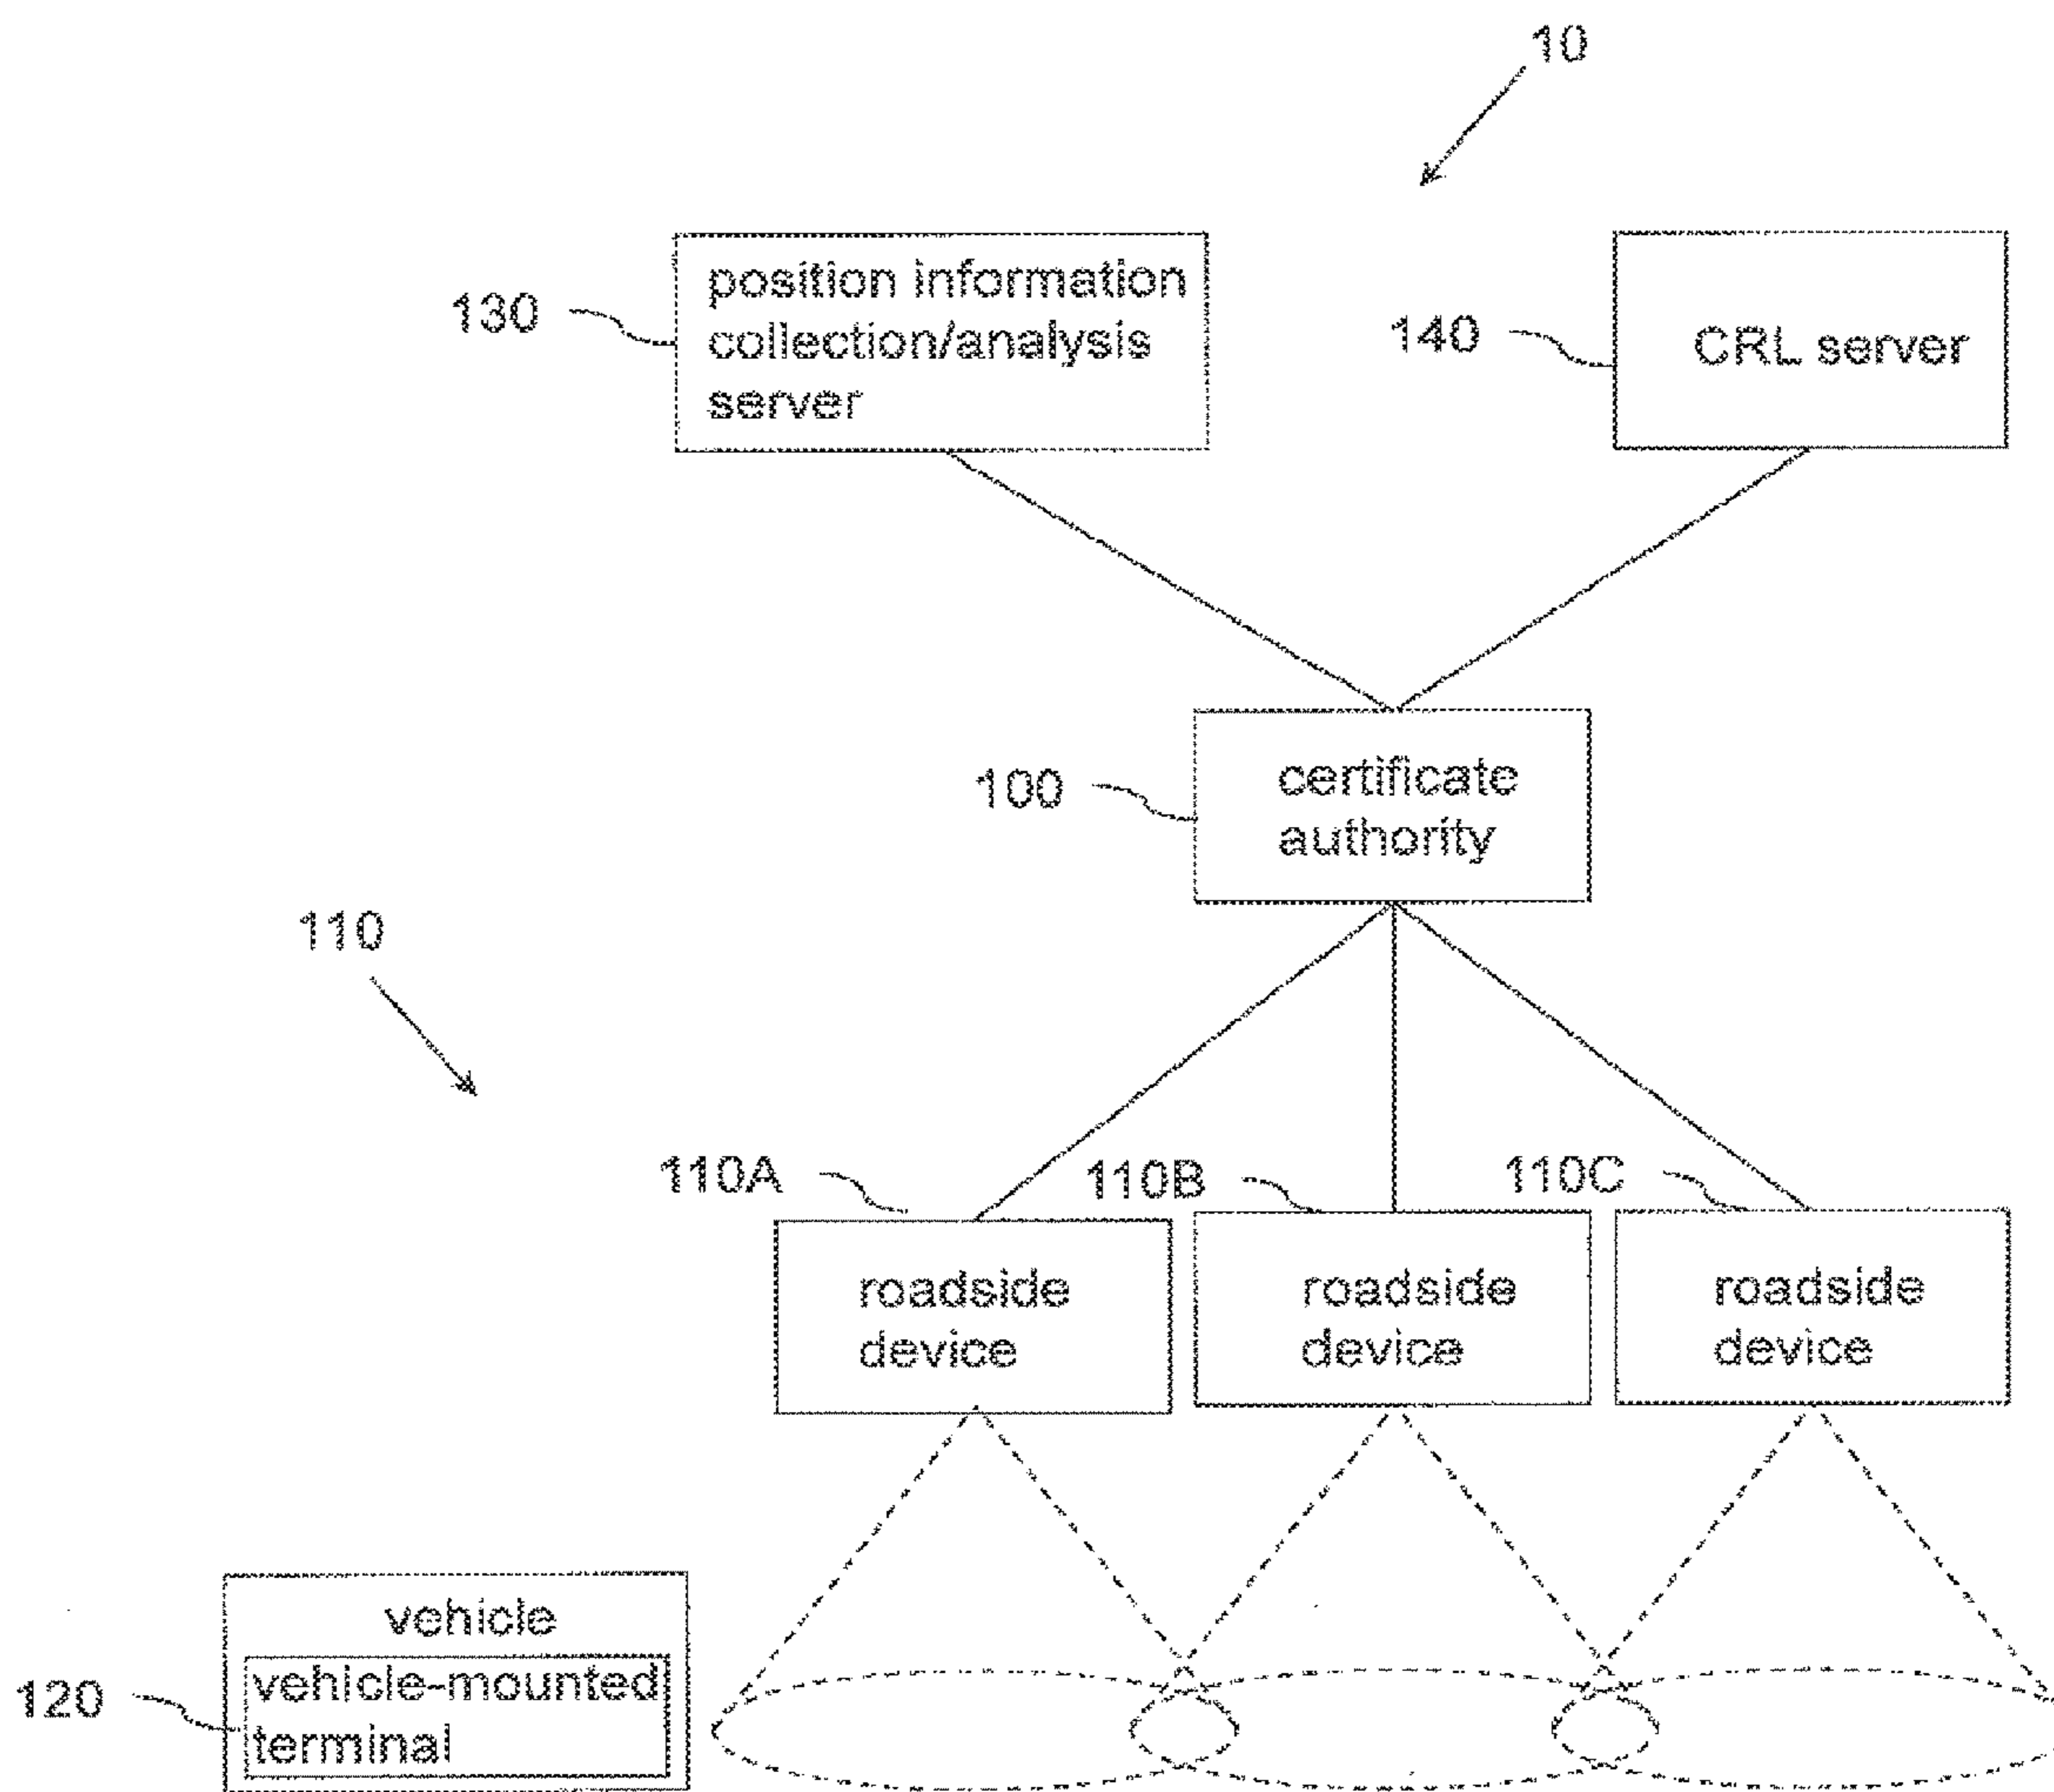 10
130
position information
collection/analysis
server
140
CRL server
100
certificate
authority
110
110A
110B
110C
roadside
device
roadside
device
roadside
device
vehicle
120
vehicle-mounted
terminal